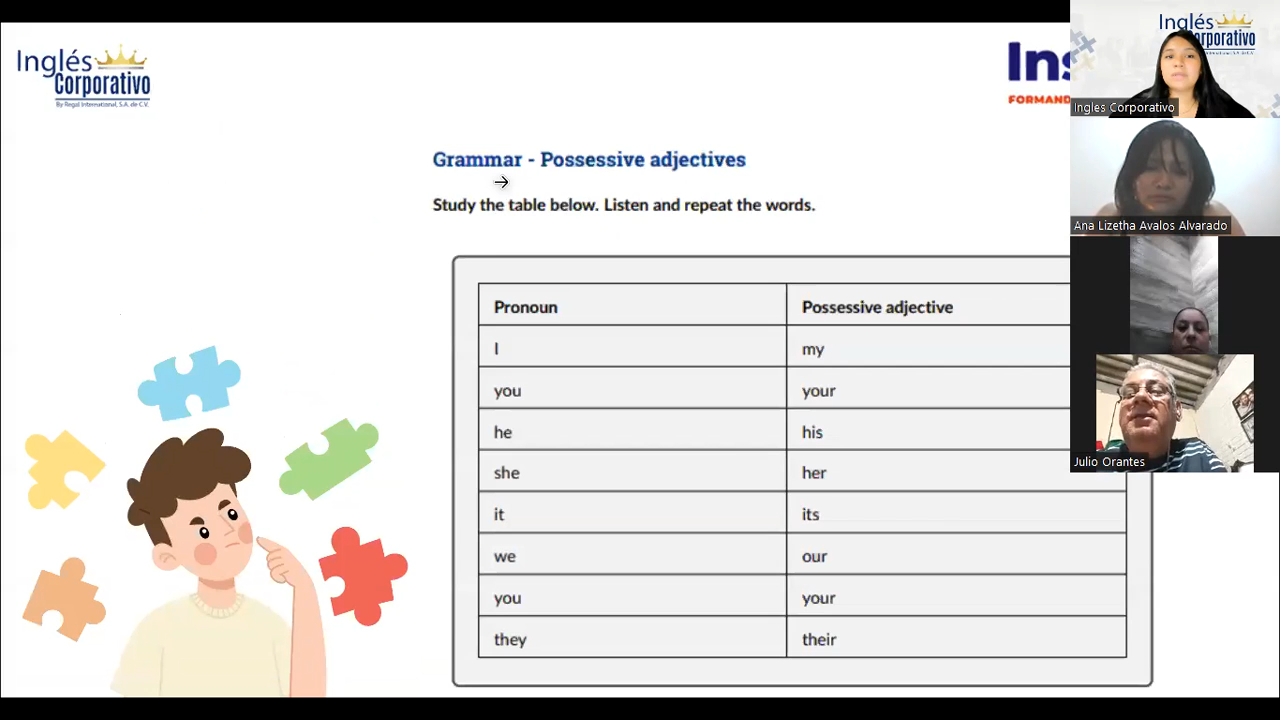 Inglés
Corporativo
By Regal International, S.A. de C.V.
Ins
FORMAND
Grammar - Possessive adjectives
Study the table below. Listen and repeat the words.
Pronoun Possessive adjective
I my
you your
he his
she her
it its
we our
you your
they their
Inglés
Corporativo
Ingles Corporativo
Ana Lizetha Avalos Alvarado
Julio Orantes